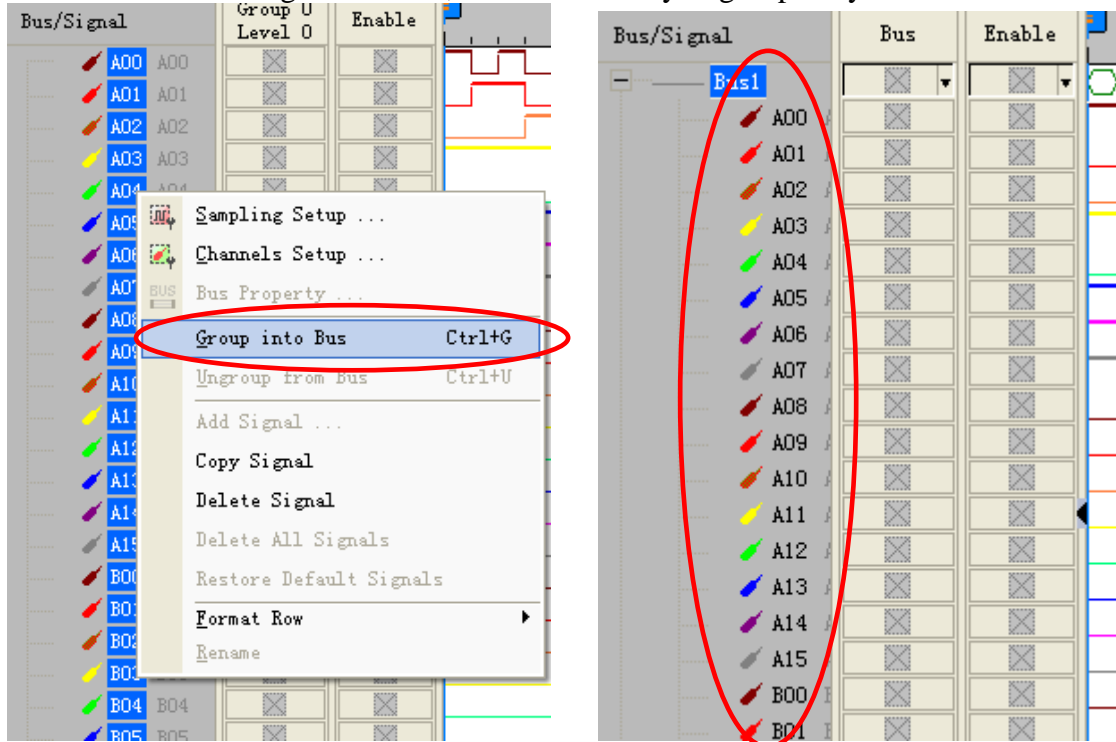 Bus/Signal
Group U
Level 0
Enable
A00 A00
A01 A01
A02 A02
A03 A03
A04 A04
A05
A06
A07
A08
A09
A10
A11
A12
A13
A14
A15
B00
B01
B02
B03
B04 B04
B05 B05
Sampling Setup ...
Channels Setup ...
BUS Bus Property ...
Group into Bus Ctrl+G
Ungroup from Bus Ctrl+U
Add Signal ...
Copy Signal
Delete Signal
Delete All Signals
Restore Default Signals
Format Row
Rename
Bus/Signal Bus Enable
Bus1
A00
A01
A02
A03
A04
A05
A06
A07
A08
A09
A10
A11
A12
A13
A14
A15
B00
B01